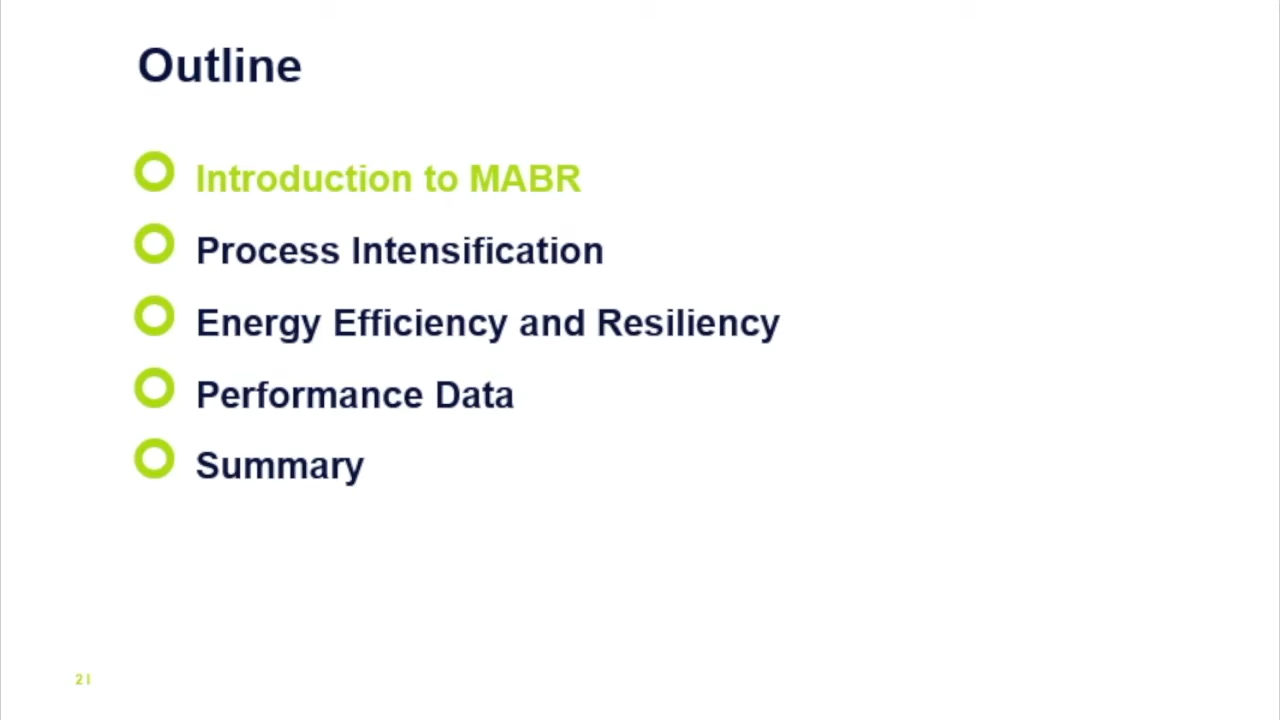 Outline
Introduction to MABR
Process Intensification
Energy Efficiency and Resiliency
Performance Data
Summary
21